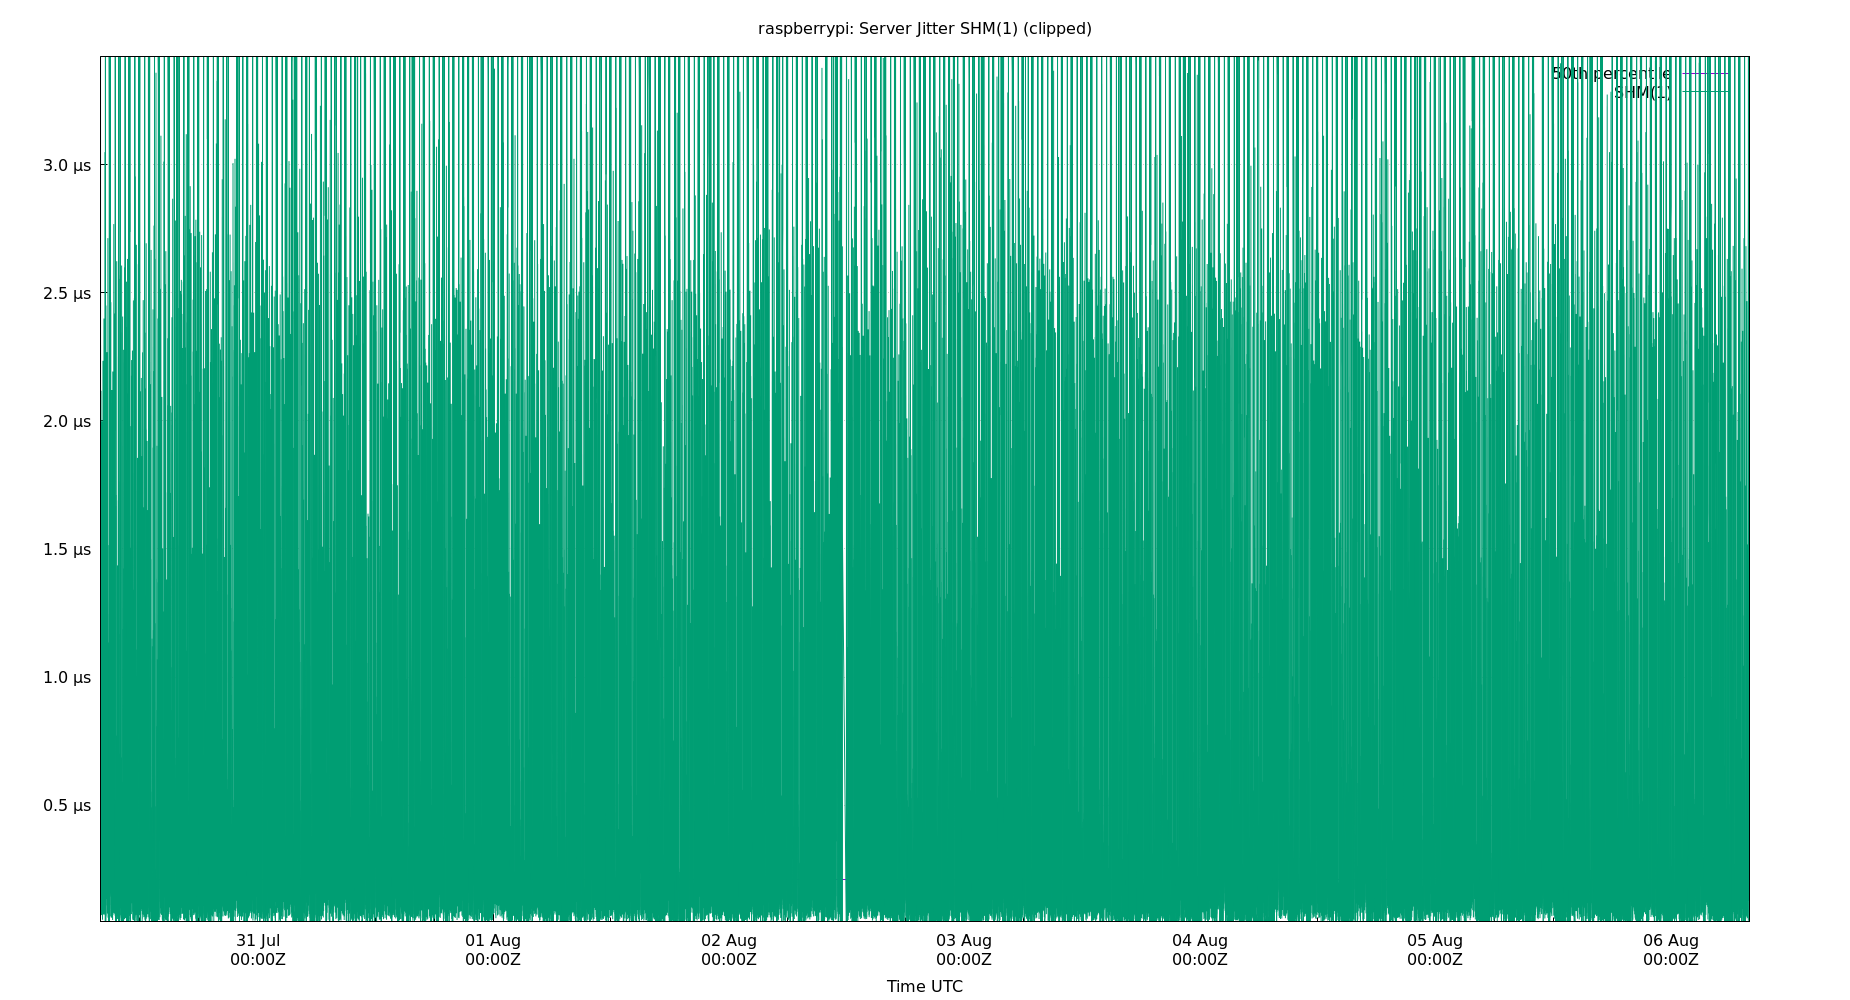 raspberrypi: Server Jitter SHM(1) (clipped)
50th percentile
SHM(1)
3.0 µs
2.5 µs
2.0 µs
1.5 µs
1.0 µs
0.5 µs
31 Jul 01 Aug 02 Aug 03 Aug 04 Aug 05 Aug 06 Aug
00:00Z 00:00Z 00:00Z 00:00Z 00:00Z 00:00Z 00:00Z
Time UTC